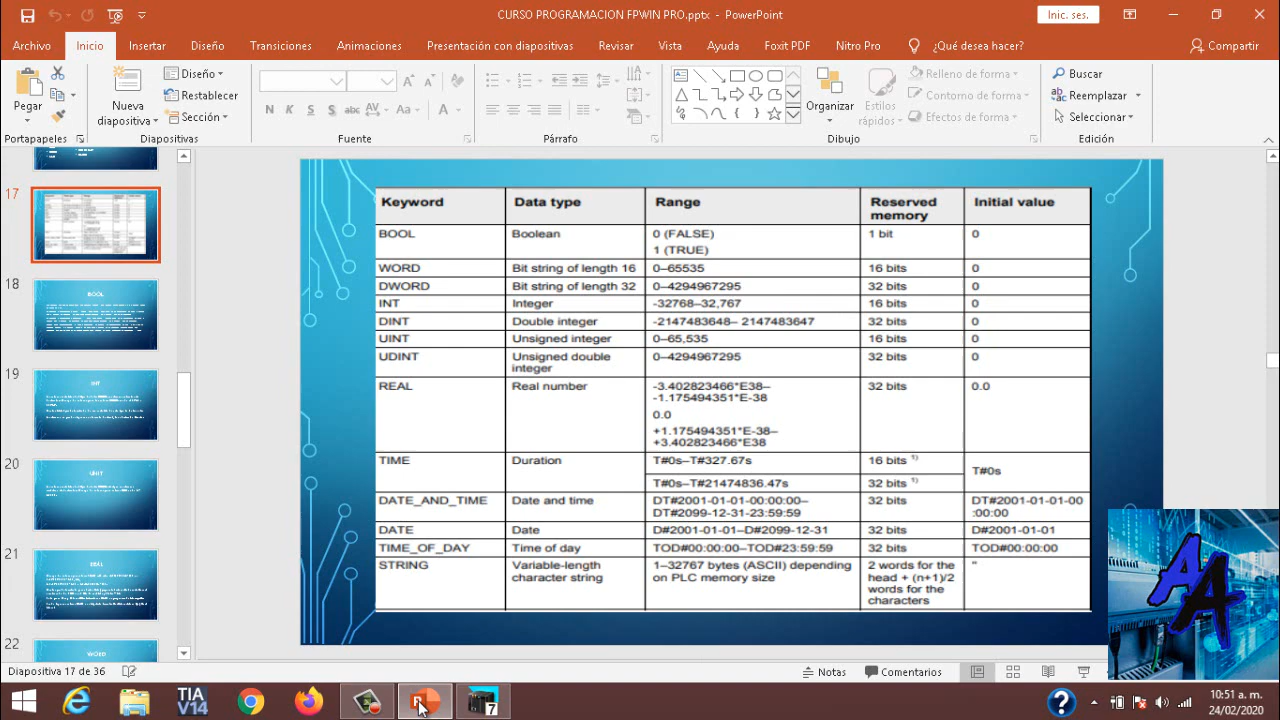 CURSO PROGRAMACION FPWIN PRO.pptx - PowerPoint
Inic. ses.
Archivo Inicio Insertar Diseño Transiciones Animaciones Presentación con diapositivas Revisar Vista Ayuda Foxit PDF Nitro Pro ¿Qué desea hacer? Compartir
Pegar
Nueva
diapositiva
Diseño
Restablecer
Sección
N K S S abc AV Aa A
Organizar
Estilos
rápidos
Relleno de forma
Contorno de forma
Efectos de forma
Buscar
Reemplazar
Seleccionar
Portapapeles Diapositivas Fuente Párrafo Dibujo Edición
17
18
BOOL
19
INT
20
UINT
21
REAL
22
WORD
Keyword Data type Range Reserved memory Initial value
BOOL Boolean 0 (FALSE) 1 bit 0
1 (TRUE)
WORD Bit string of length 16 0–65535 16 bits 0
DWORD Bit string of length 32 0–4294967295 32 bits 0
INT Integer -32768–32,767 16 bits 0
DINT Double integer -2147483648– 2147483647 32 bits 0
UINT Unsigned integer 0–65,535 16 bits 0
UDINT Unsigned double 0–4294967295 32 bits 0
integer
REAL Real number -3.402823466*E38– 32 bits 0.0
-1.175494351*E-38
0.0
+1.175494351*E-38–
+3.402823466*E38
TIME Duration T#0s–T#327.67s 16 bits 1)
T#0s
T#0s–T#21474836.47s 32 bits 1)
DATE_AND_TIME Date and time DT#2001-01-01-00:00:00– 32 bits DT#2001-01-01-00
DT#2099-12-31-23:59:59 :00:00
DATE Date D#2001-01-01–D#2099-12-31 32 bits D#2001-01-01
TIME_OF_DAY Time of day TOD#00:00:00–TOD#23:59:59 32 bits TOD#00:00:00
STRING Variable-length 1–32767 bytes (ASCII) depending 2 words for the "
character string on PLC memory size head + (n+1)/2
words for the
characters
AA
Diapositiva 17 de 36 Notas Comentarios
TIA
V14
7
10:51 a. m.
24/02/2020